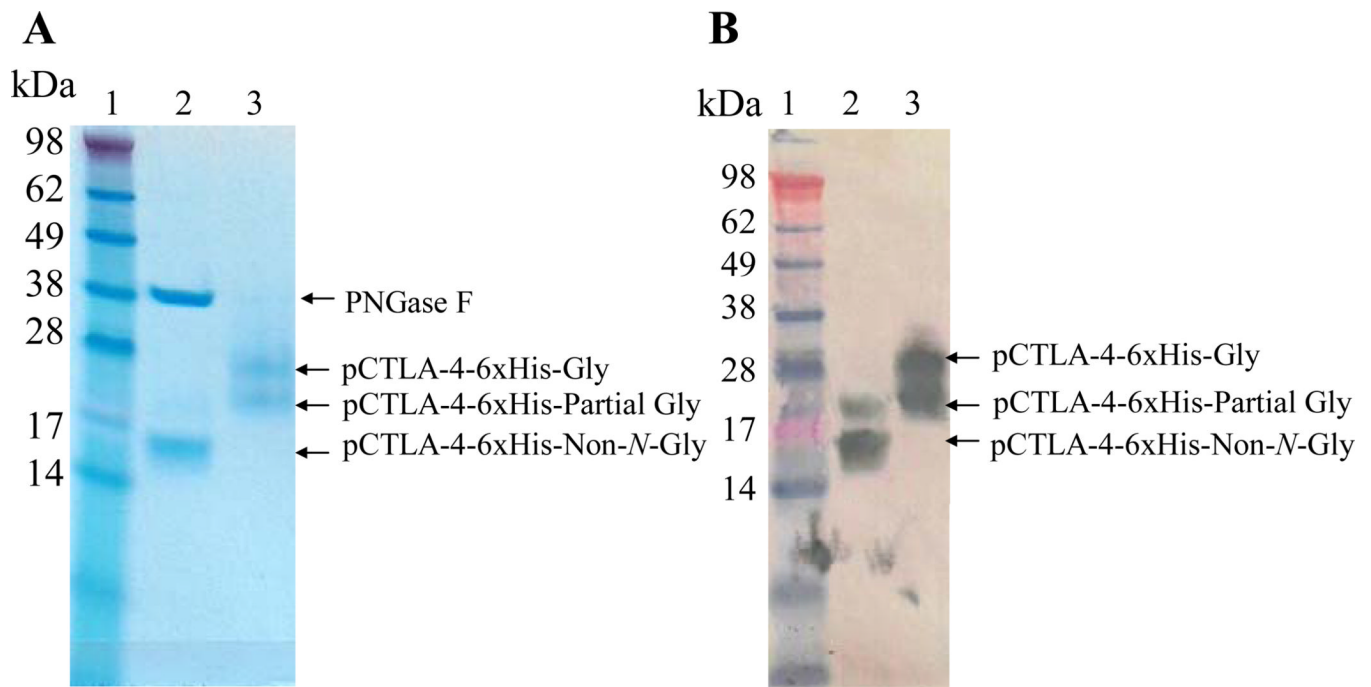 A
kDa
1 2 3
98
62
49
38
28
17
14
PNGase F
pCTLA-4-6xHis-Gly
pCTLA-4-6xHis-Partial Gly
pCTLA-4-6xHis-Non-N-Gly
B
kDa
1 2 3
98
62
49
38
28
17
14
pCTLA-4-6xHis-Gly
pCTLA-4-6xHis-Partial Gly
pCTLA-4-6xHis-Non-N-Gly